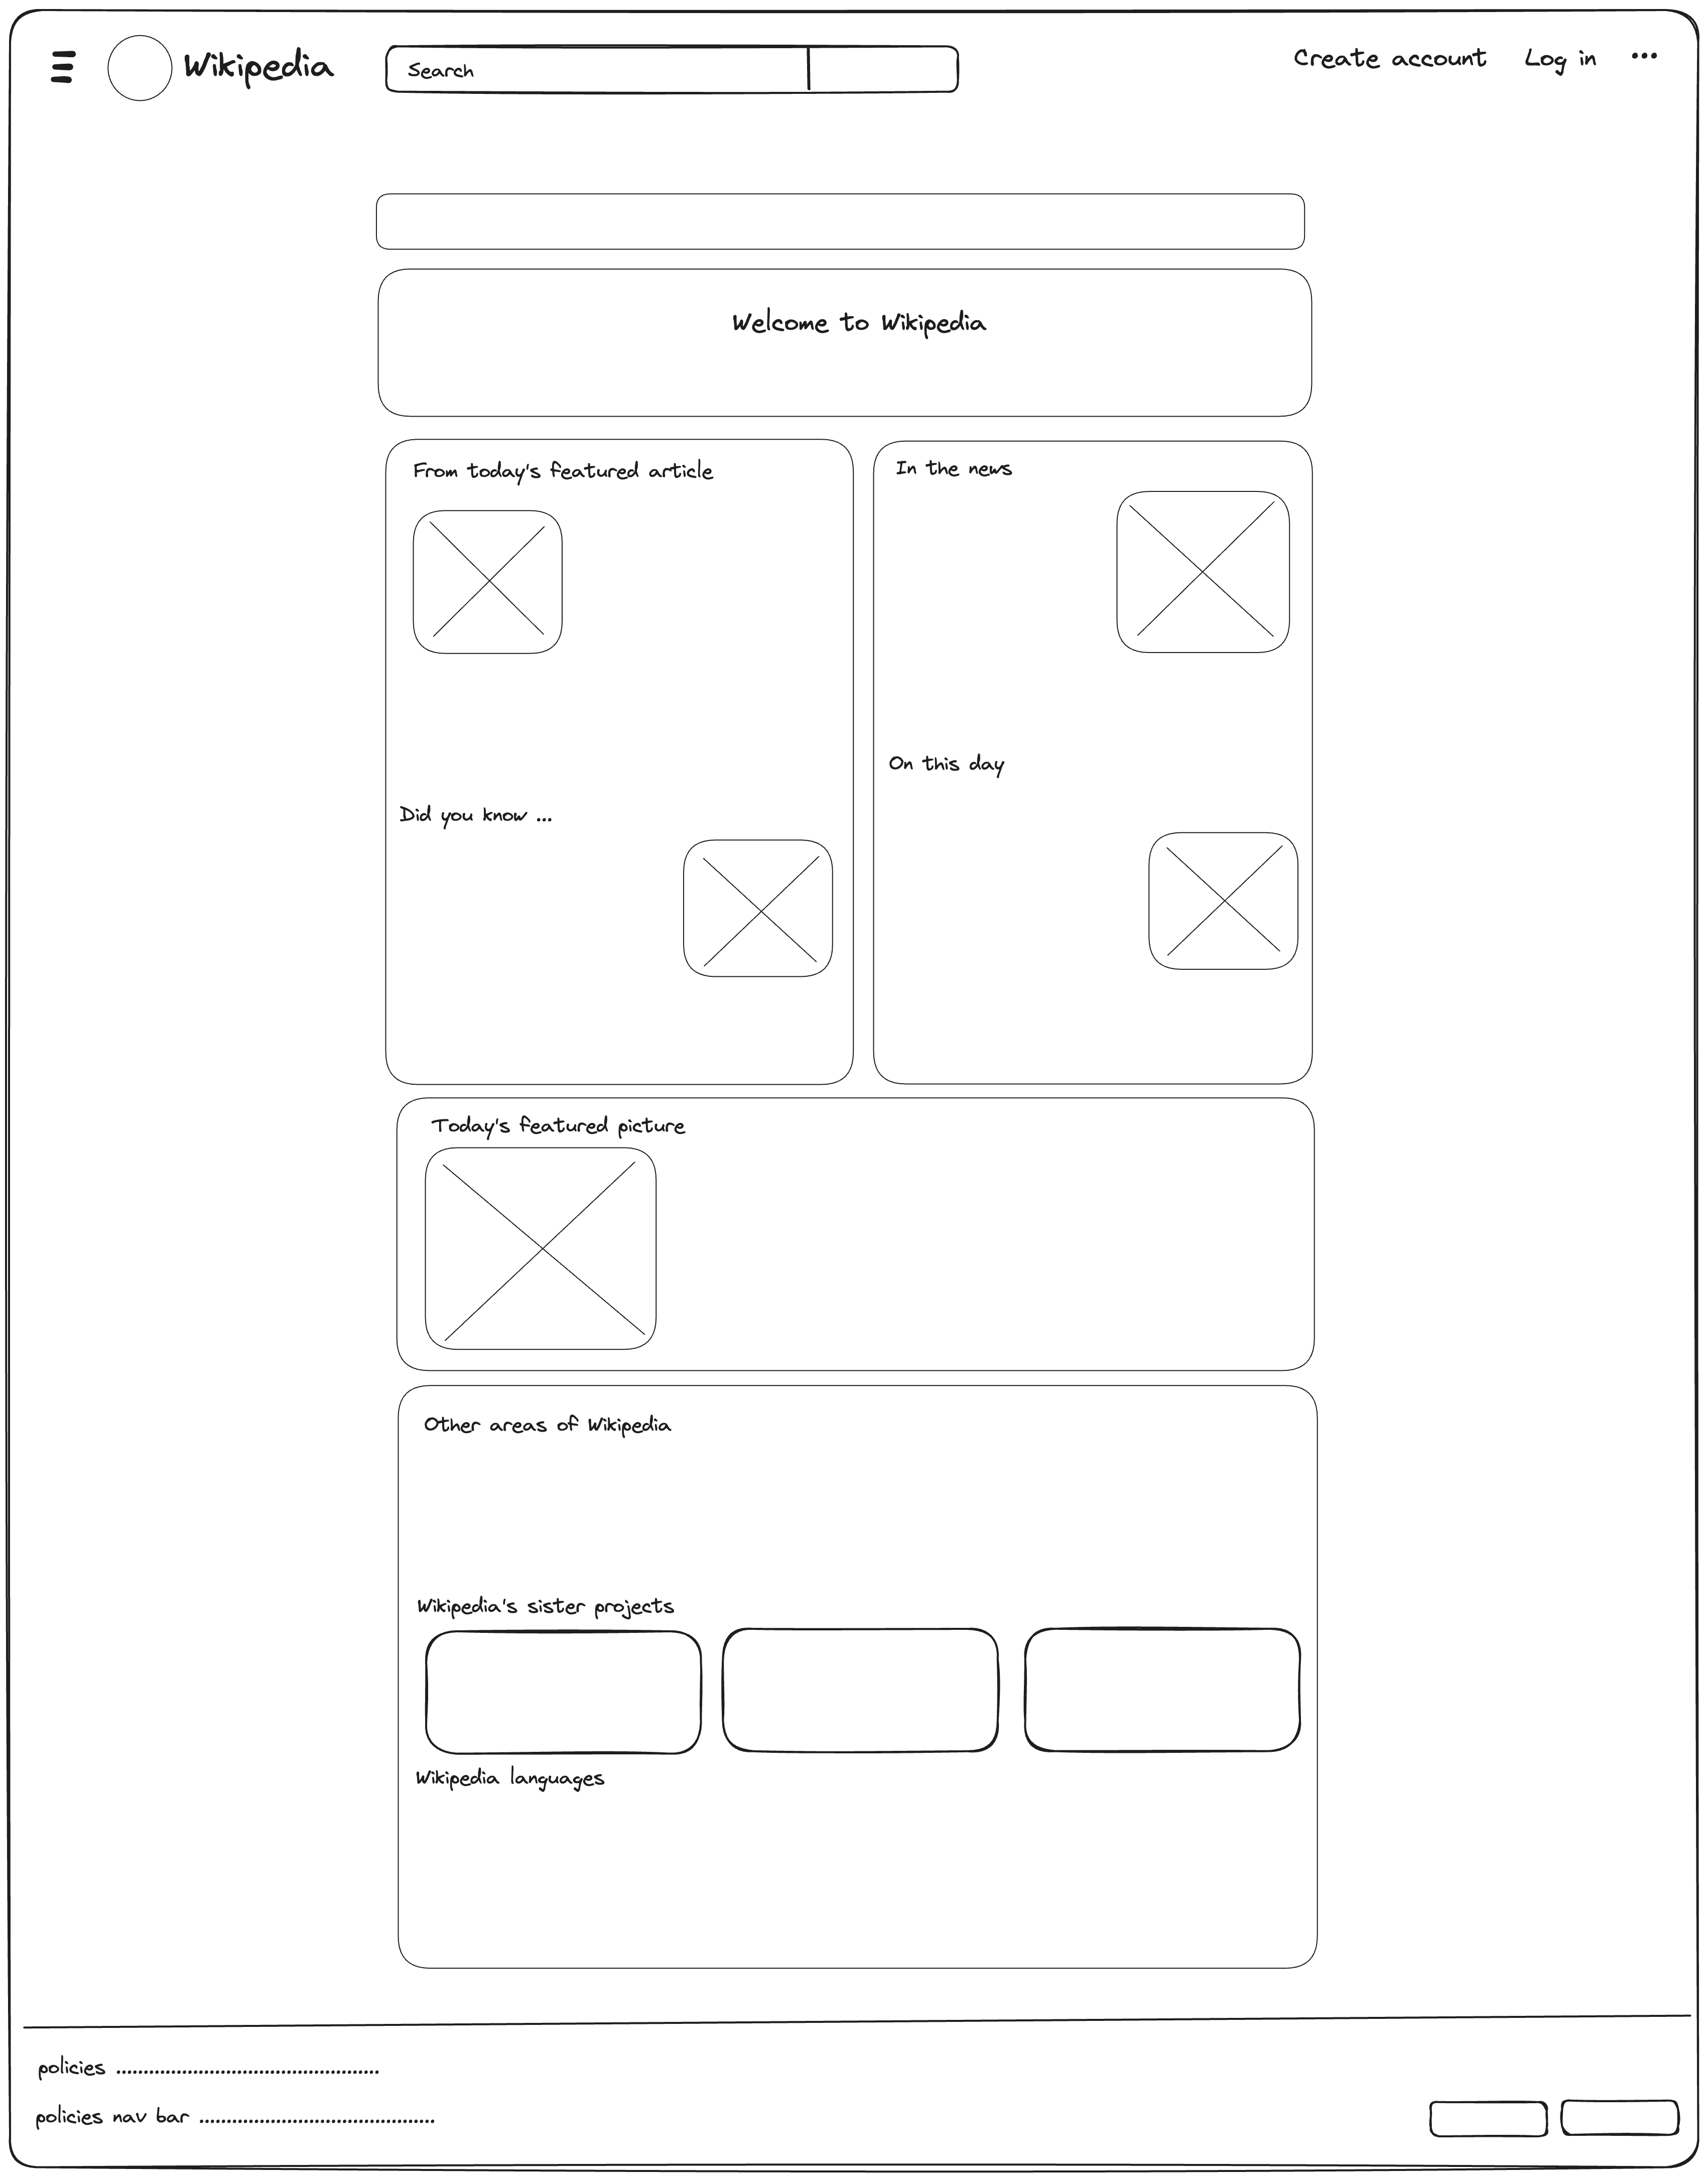 Wikipedia
Search
Create account
Log in
...
Welcome to Wikipedia
From today's featured article
Did you know ...
In the news
On this day
Today's featured picture
Other areas of Wikipedia
Wikipedia's sister projects
Wikipedia languages
policies ................................................
policies nav bar ...........................................